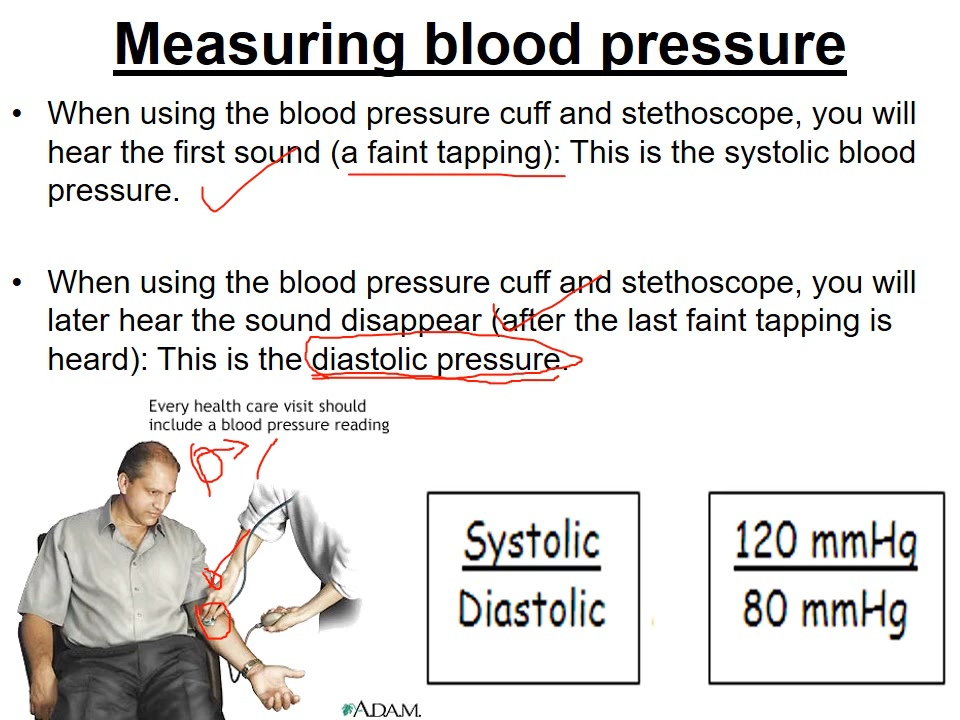 Measuring blood pressure
• When using the blood pressure cuff and stethoscope, you will
hear the first sound (a faint tapping): This is the systolic blood
pressure.
• When using the blood pressure cuff and stethoscope, you will
later hear the sound disappear (after the last faint tapping is
heard): This is the diastolic pressure.
Every health care visit should
include a blood pressure reading
Systolic
Diastolic
120 mmHg
80 mmHg
A.D.A.M.